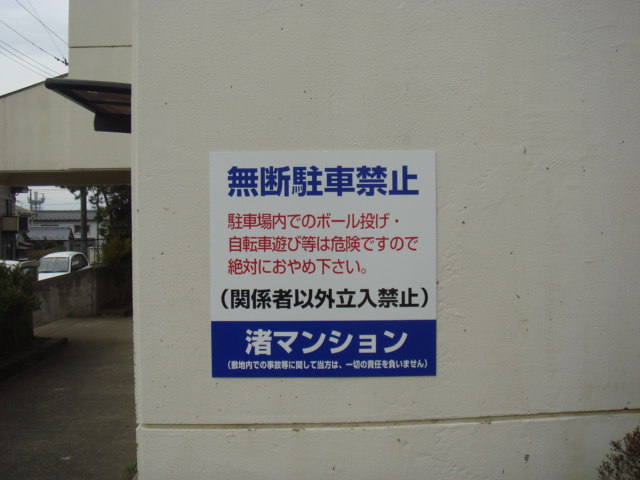 無断駐車禁止
駐車場内でのボール投げ・
自転車遊び等は危険ですので
絶対におやめ下さい。
（関係者以外立入禁止）
渚マンション
（敷地内での事故等に関して当方は、一切の責任を負いません）